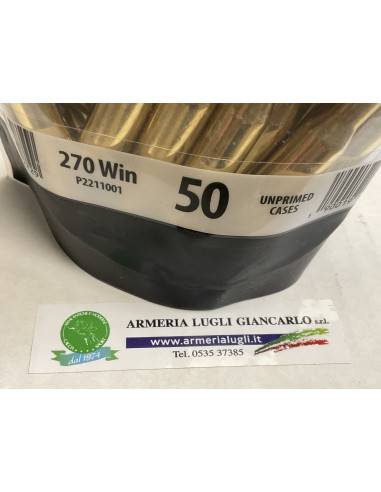 270 Win
P2211001
50
UNPRIMED
CASES
ARMERIA LUGLI GIANCARLO s.r.l.
www.armerialugli.it
Tel. 0535 37385
dal 1974